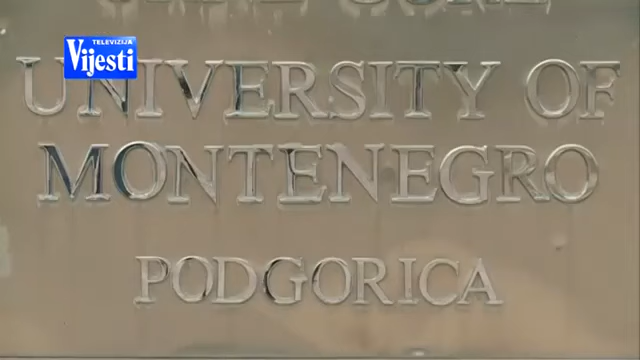 TELEVIZIJA
Vijesti
UNIVERSITY OF
MONTENEGRO
PODGORICA